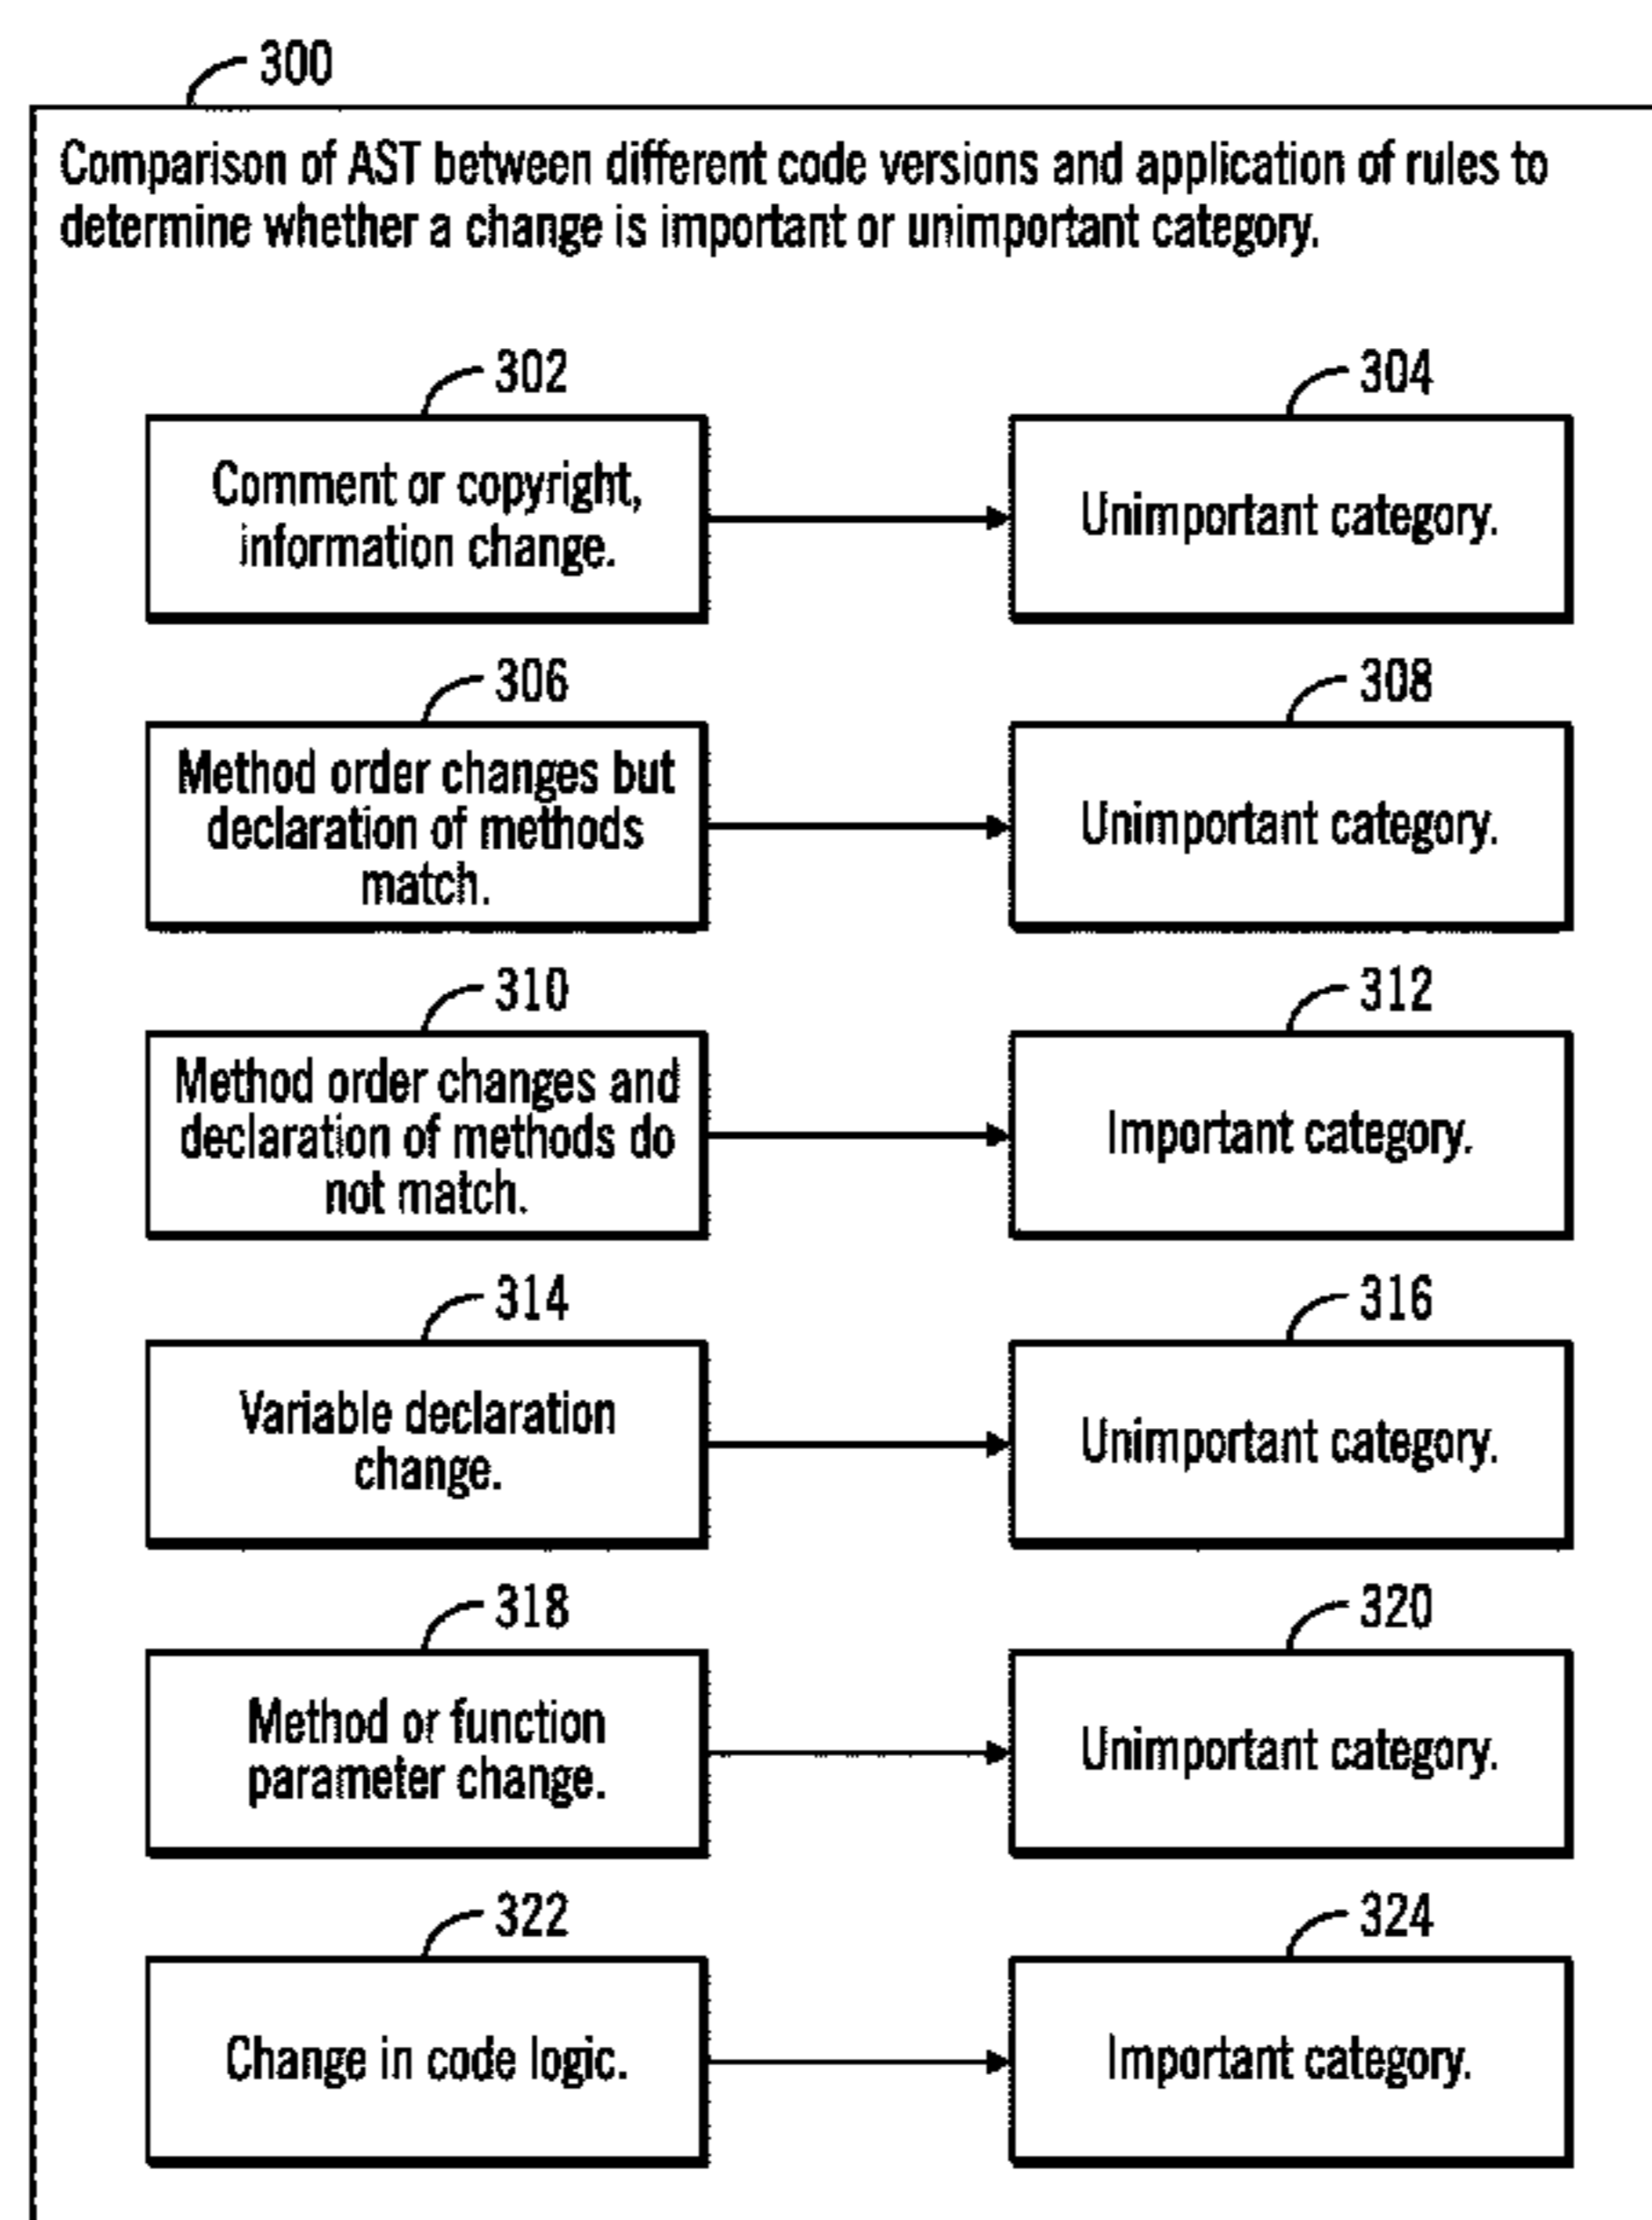 300
Comparison of AST between different code versions and application of rules to
determine whether a change is important or unimportant category.
302
304
Comment or copyright,
information change.
Unimportant category.
306
308
Method order changes but
declaration of methods
match.
Unimportant category.
310
312
Method order changes and
declaration of methods do
not match.
Important category.
314
316
Variable declaration
change.
Unimportant category.
318
320
Method or function
parameter change.
Unimportant category.
322
324
Change in code logic.
Important category.